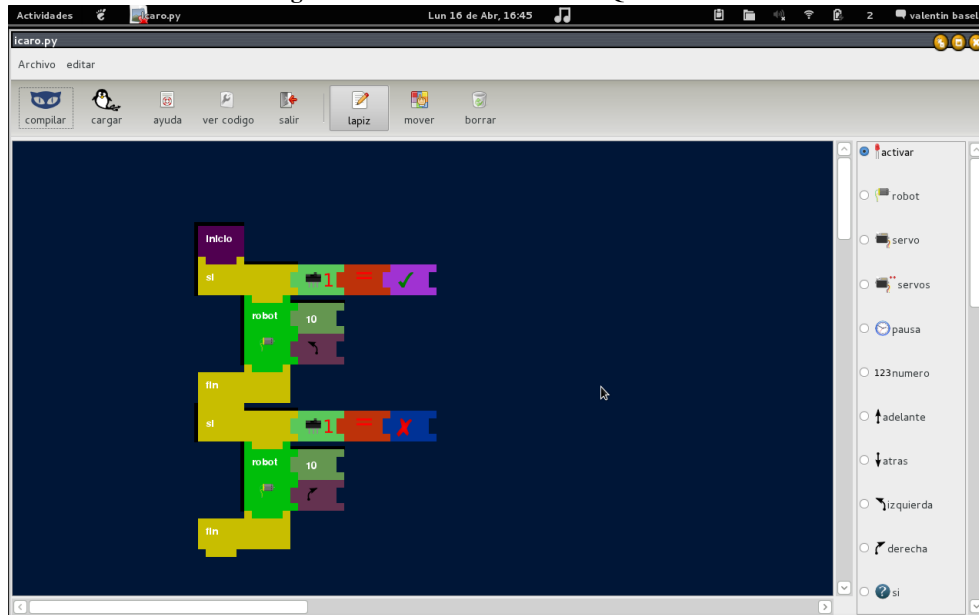 Actividades icaro.py Lun 16 de Abr, 16:45 2 valentin basel
icaro.py
Archivo editar
compilar cargar ayuda ver codigo salir lapiz mover borrar
activar
robot
servo
servos
pausa
123 numero
adelante
atras
izquierda
derecha
si
inicio
si 1 =
robot 10
fin
si 1 =
robot 10
fin